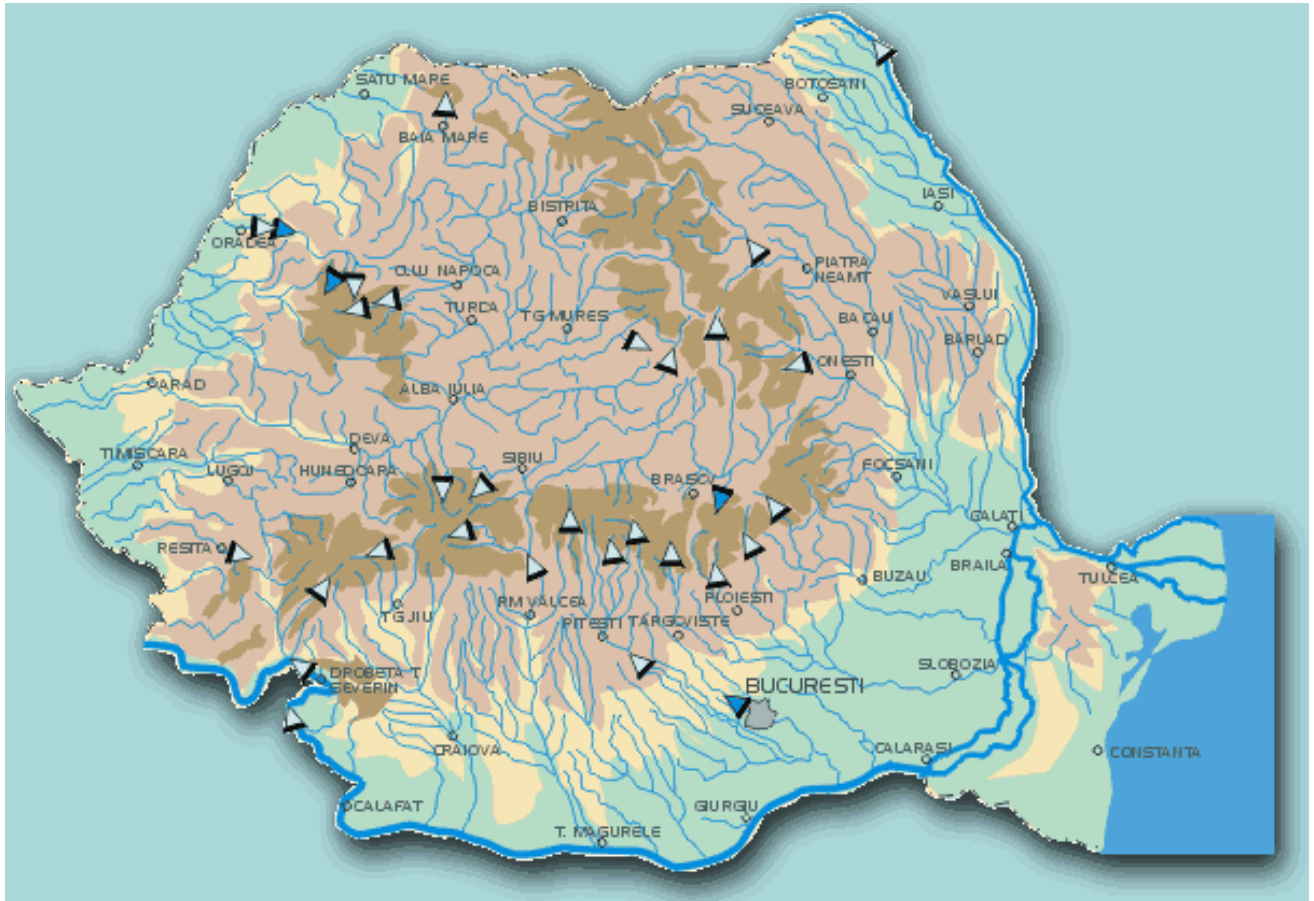 SATU MARE
BOTOSANI
SUCEAVA
BAIA MARE
IASI
BISTRITA
ORADEA
PIATRA
NEAMT
CLUJ NAPOCA
VASLUI
TURDA
TG MURES
BACAU
BARLAD
ONESTI
ARAD
ALBA IULIA
DEVA
TIMISOARA
SIBIU
LUGOJ
HUNEDOARA
FOCSANI
BRASOV
GALATI
RESITA
BRAILA
TULCEA
BUZAU
RM VALCEA
PLOIESTI
TG JIU
PITESTI
TARGOVISTE
SLOBOZIA
DROBETA T
SEVERIN
BUCURESTI
CRAIOVA
CALARASI
CONSTANTA
CALAFAT
GIURGIU
T. MAGURELE